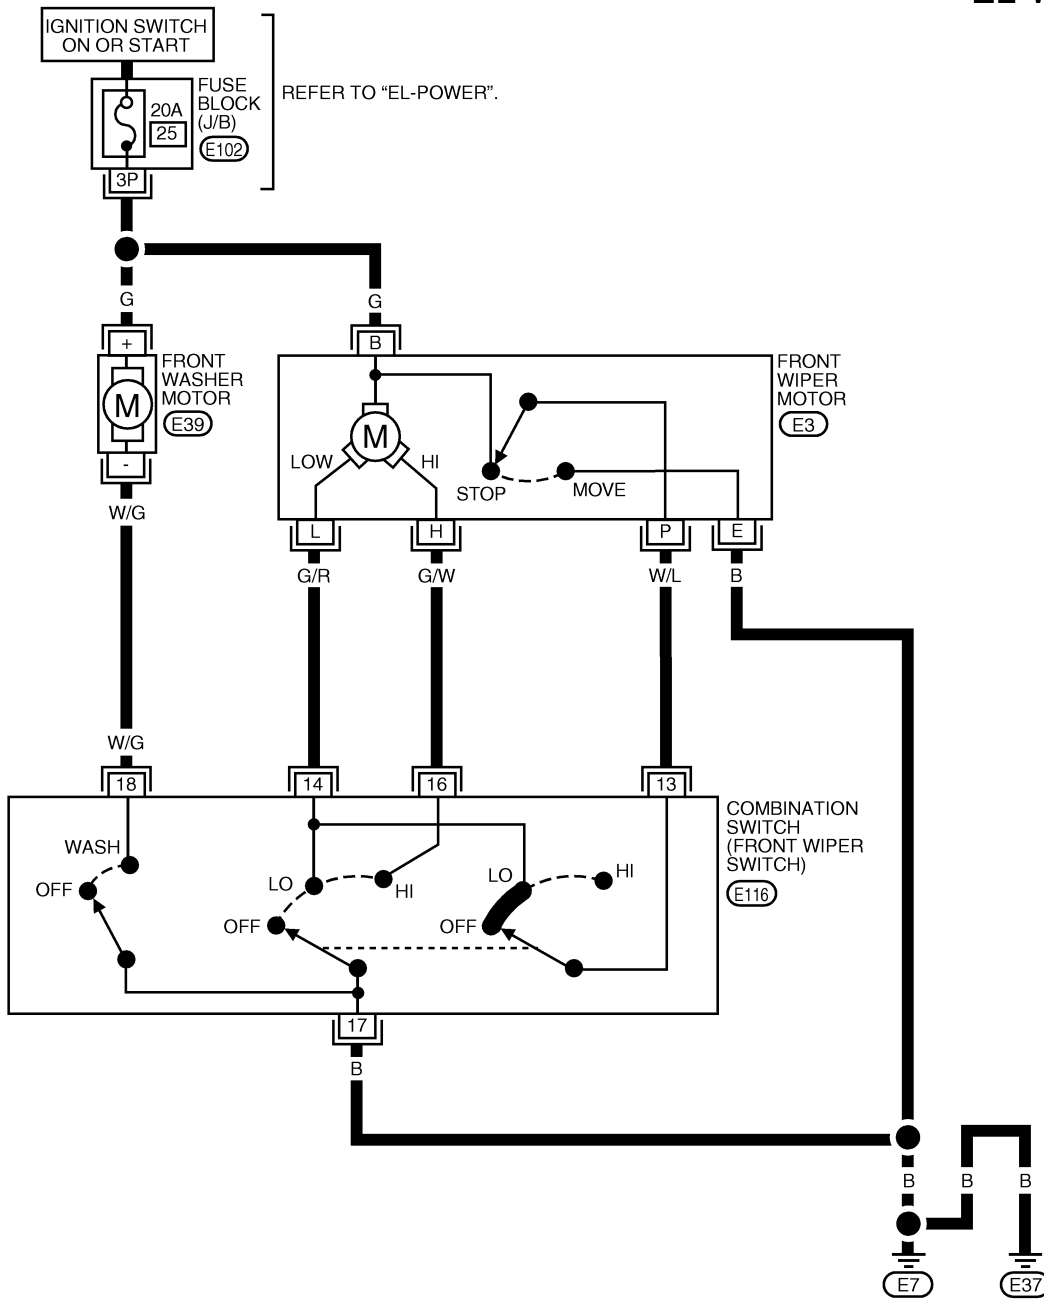 IGNITION SWITCH
ON OR START
FUSE
BLOCK
(J/B)
E102
20A
25
REFER TO “EL-POWER”.
3P
G
G
+
B
FRONT
WASHER
MOTOR
E39
M
-
FRONT
WIPER
MOTOR
E3
M
LOW
HI
STOP
MOVE
L
H
P
E
W/G
G/R
G/W
W/L
B
W/G
18
14
16
13
COMBINATION
SWITCH
(FRONT WIPER
SWITCH)
E116
WASH
OFF
LO
HI
OFF
LO
HI
OFF
17
B
B
B
B
E7
E37